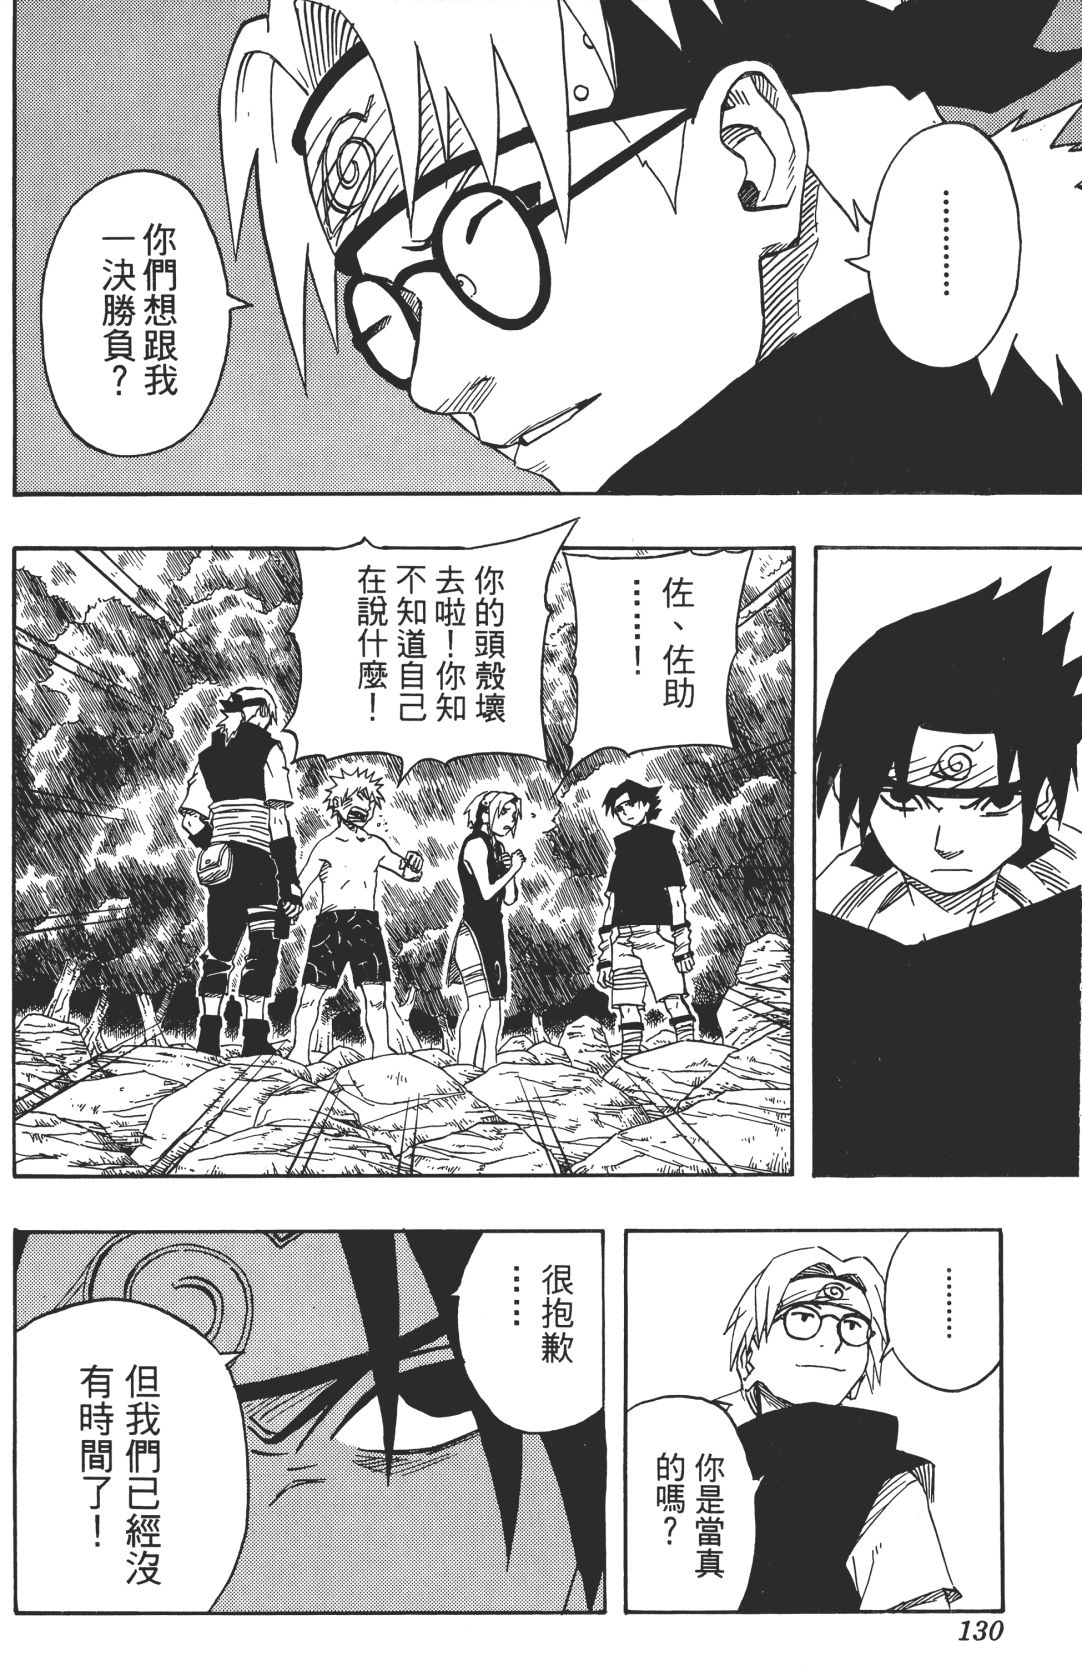 ⋯⋯⋯
你們想跟我
一決勝負？
佐、佐助
⋯⋯！
你的頭殼壞
去啦！你知
不知道自己
在說什麼！
⋯⋯
你是當真
的嗎？
很抱歉
⋯⋯
但我們已經沒
有時間了！
130